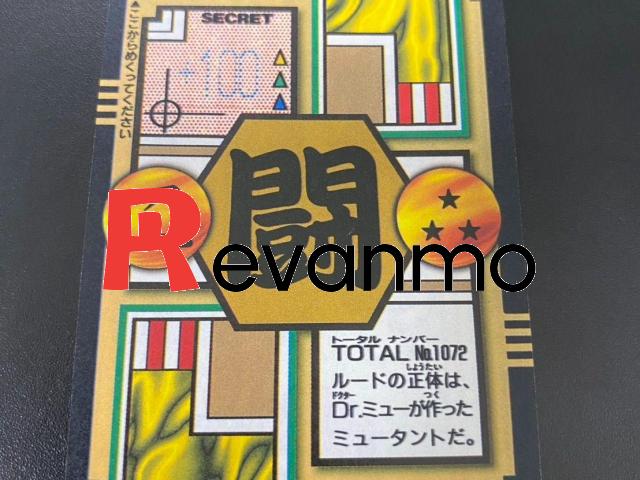 ▲ここからめくってください
SECRET
+100
闘
Revanmo
トータル ナンバー
TOTAL No.1072
しょうたい
ルードの正体は、
ドクター つく
Dr.ミューが作った
ミュータントだ。